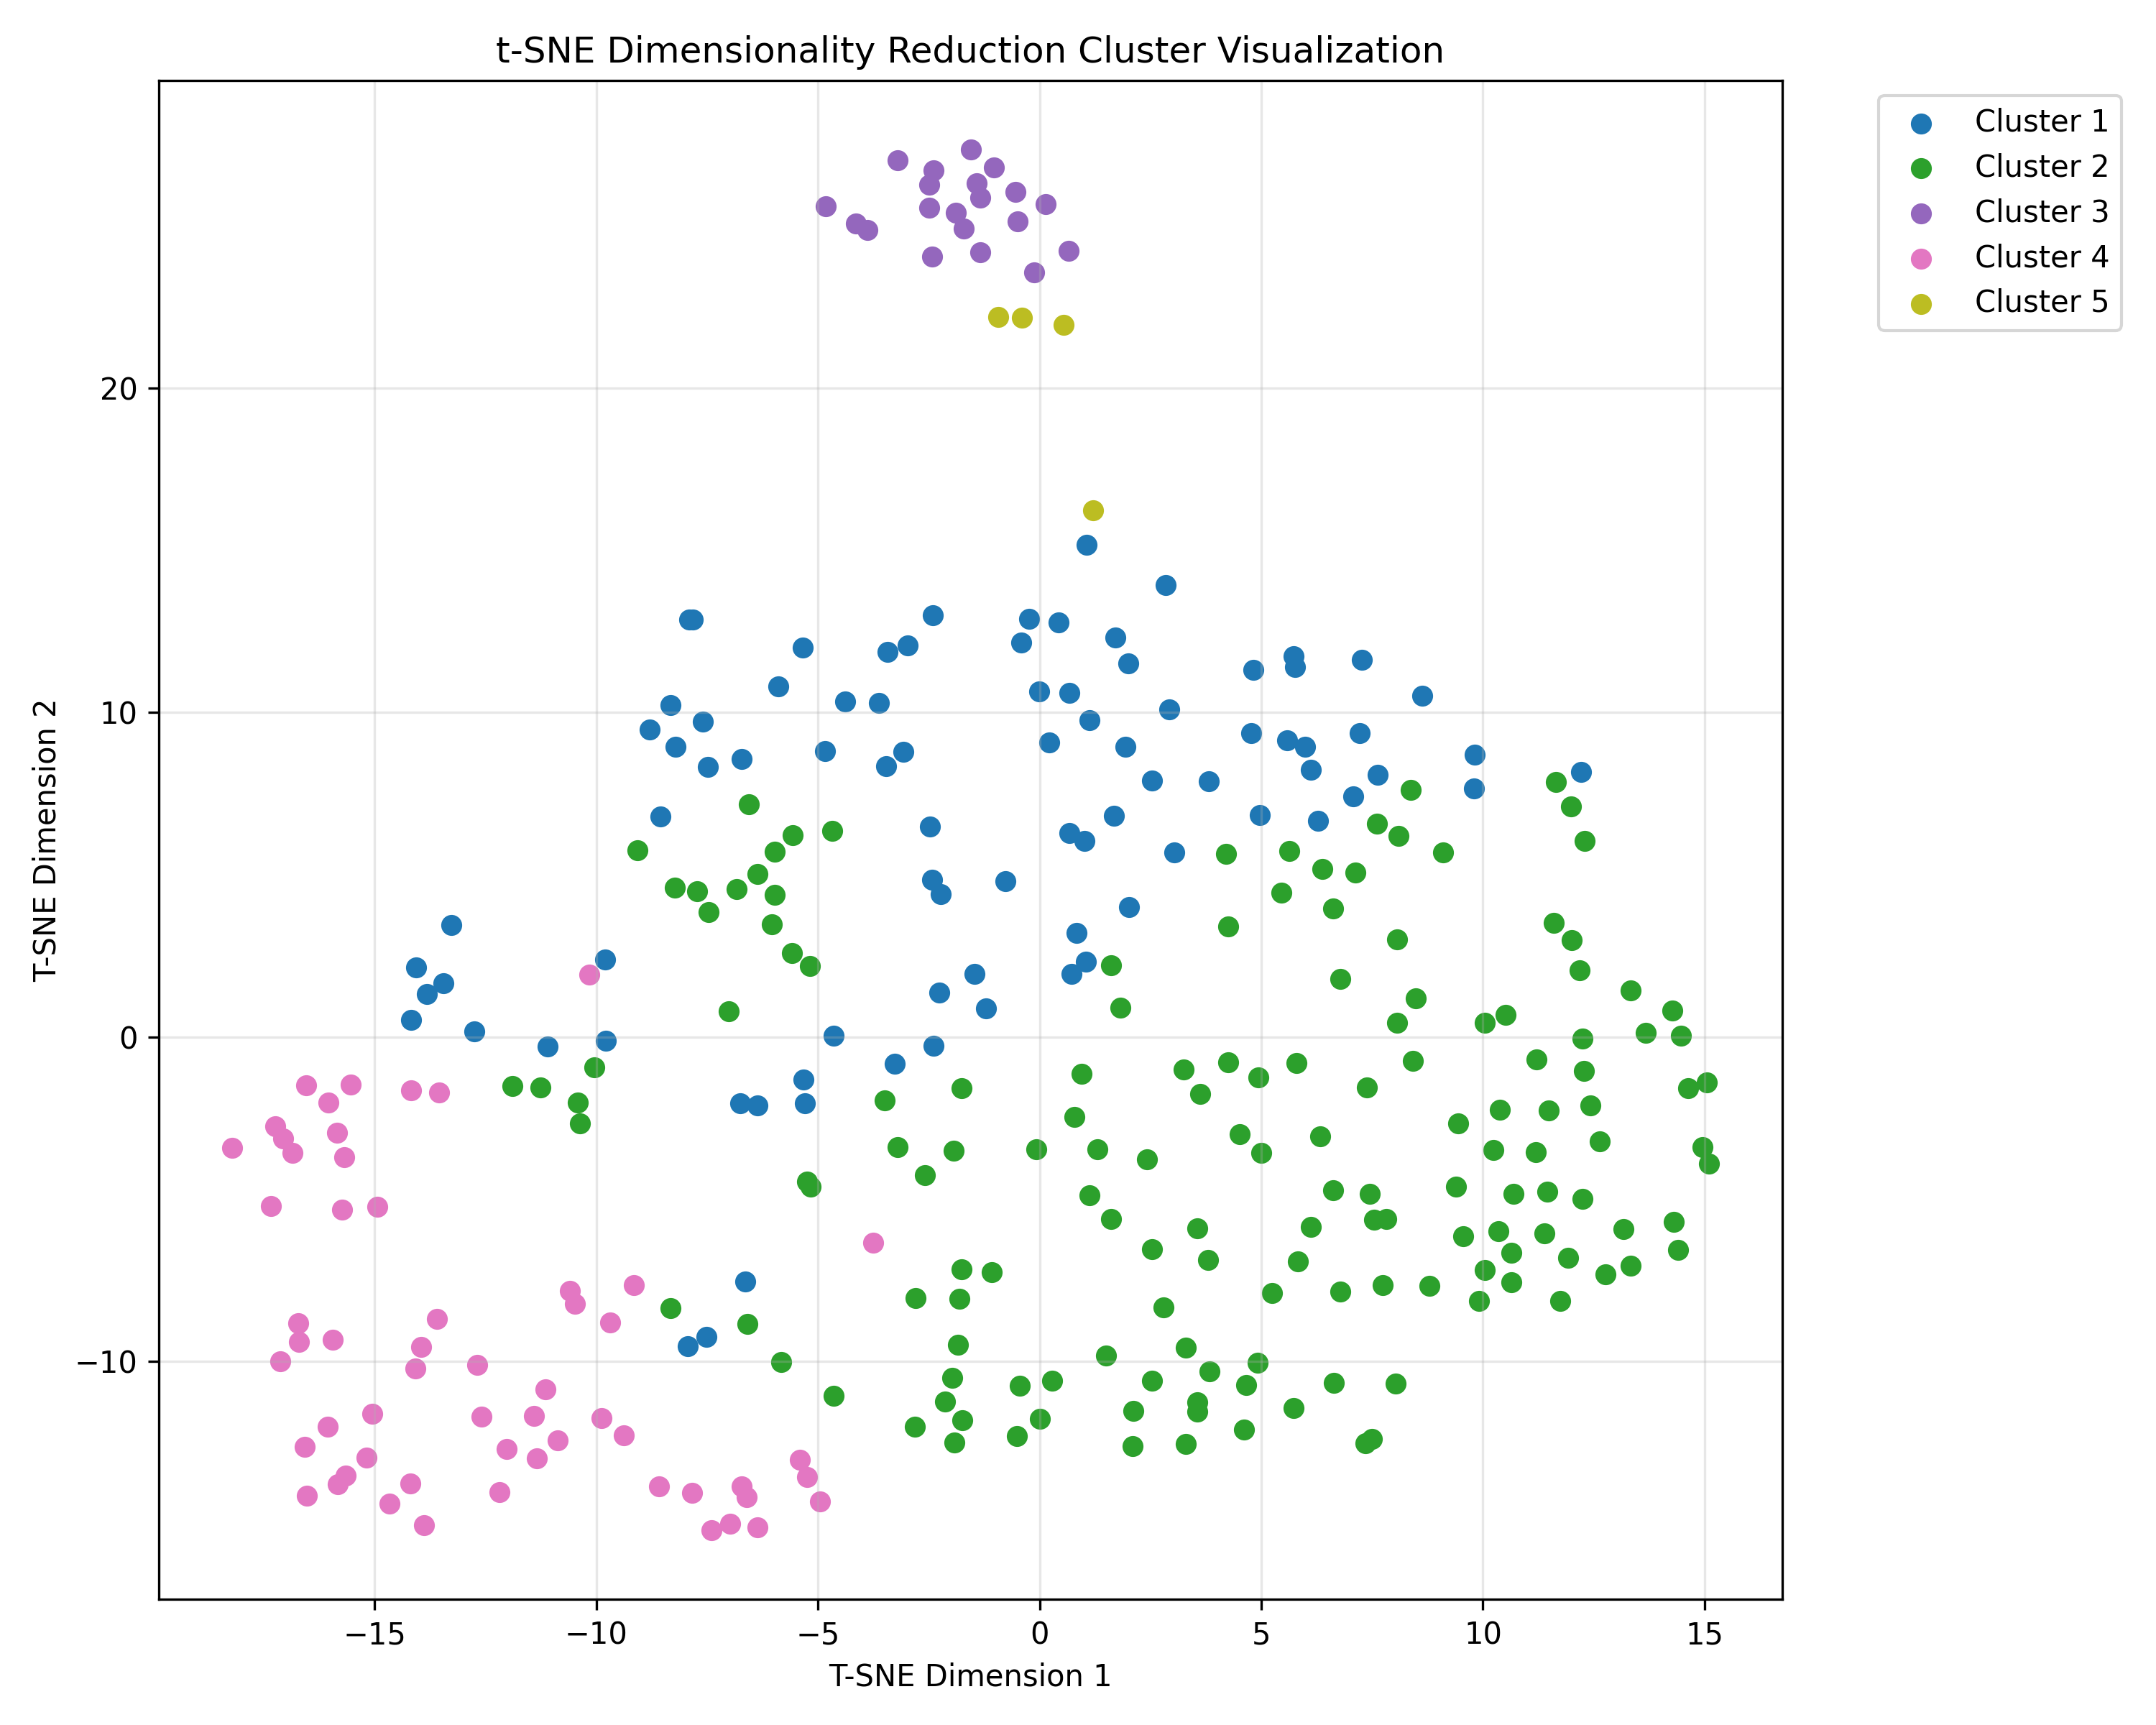 t-SNE Dimensionality Reduction Cluster Visualization
Cluster 1
Cluster 2
Cluster 3
Cluster 4
Cluster 5
T-SNE Dimension 2
20
10
0
−10
−15
−10
−5
0
5
10
15
T-SNE Dimension 1